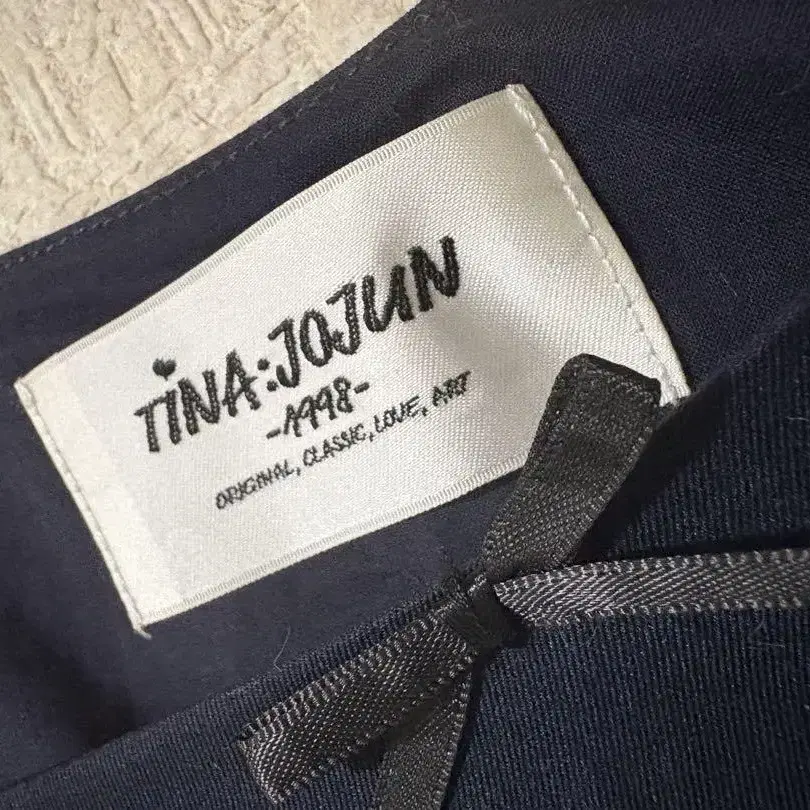 TINA:JOJUN
-1998-
ORIGINAL, CLASSIC, LOVE, ART